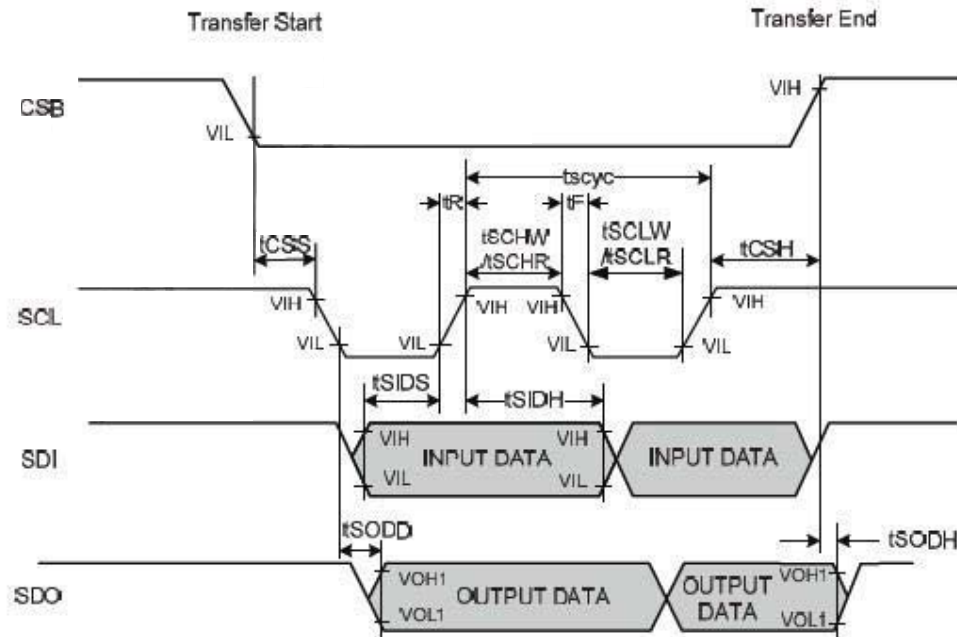 Transfer Start
Transfer End
CSB
VIL
VIH
tscyc
tR
tF
tCSS
tSCHW
/tSCHR
tSCLW
/tSCLR
tCSH
SCL
VIH
VIL
VIL
VIH
VIH
VIL
VIL
VIH
tSIDS
tSIDH
SDI
VIH
VIL
INPUT DATA
VIH
VIL
INPUT DATA
tSODD
tSODH
SDO
VOH1
VOL1
OUTPUT DATA
OUTPUT
DATA
VOH1
VOL1